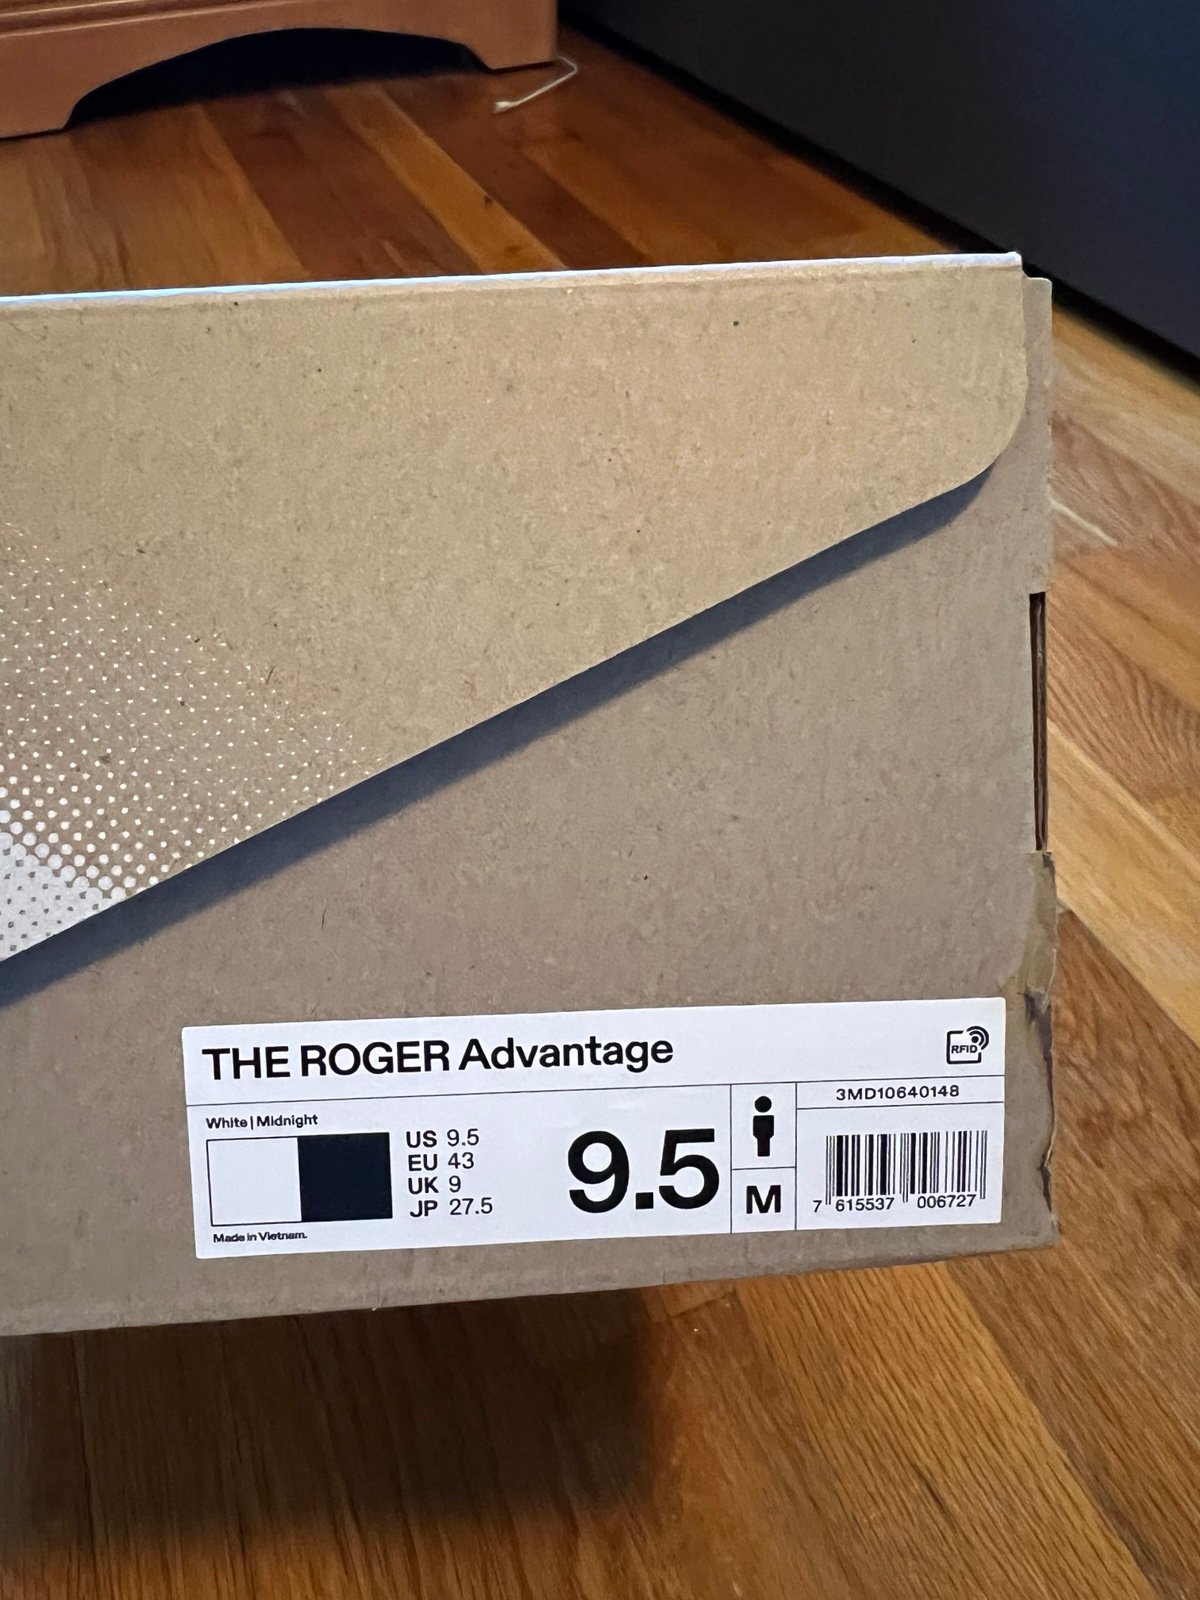 THE ROGER Advantage
RFID
White | Midnight
US 9.5
EU 43
UK 9
JP 27.5
Made in Vietnam.
9.5
M
3MD10640148
7 615537 006727